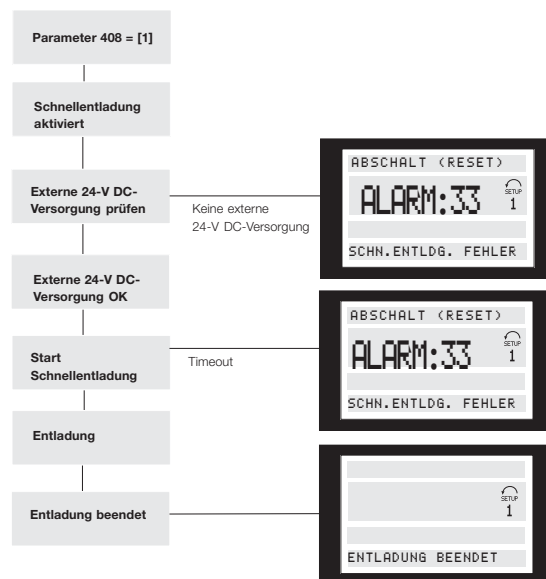 Parameter 408 = [1]
Schnellentladung
aktiviert
Externe 24-V DC-
Versorgung prüfen
Keine externe
24-V DC-Versorgung
ABSCHALT (RESET)
ALARM:33
SETUP
1
SCHN.ENTLDG. FEHLER
Externe 24-V DC-
Versorgung OK
Start
Schnellentladung
Timeout
ABSCHALT (RESET)
ALARM:33
SETUP
1
SCHN.ENTLDG. FEHLER
Entladung
Entladung beendet
SETUP
1
ENTLADUNG BEENDET